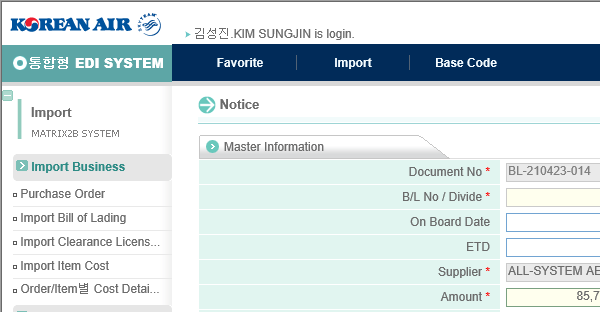 KOREAN AIR
김성진.KIM SUNGJIN is login.
통합형 EDI SYSTEM
Favorite
Import
Base Code
Import
MATRIX2B SYSTEM
Import Business
Purchase Order
Import Bill of Lading
Import Clearance Licens...
Import Item Cost
Order/Item별 Cost Detai...
Notice
Master Information
Document No * BL-210423-014
B/L No / Divide *
On Board Date
ETD
Supplier * ALL-SYSTEM AE
Amount * 85,7